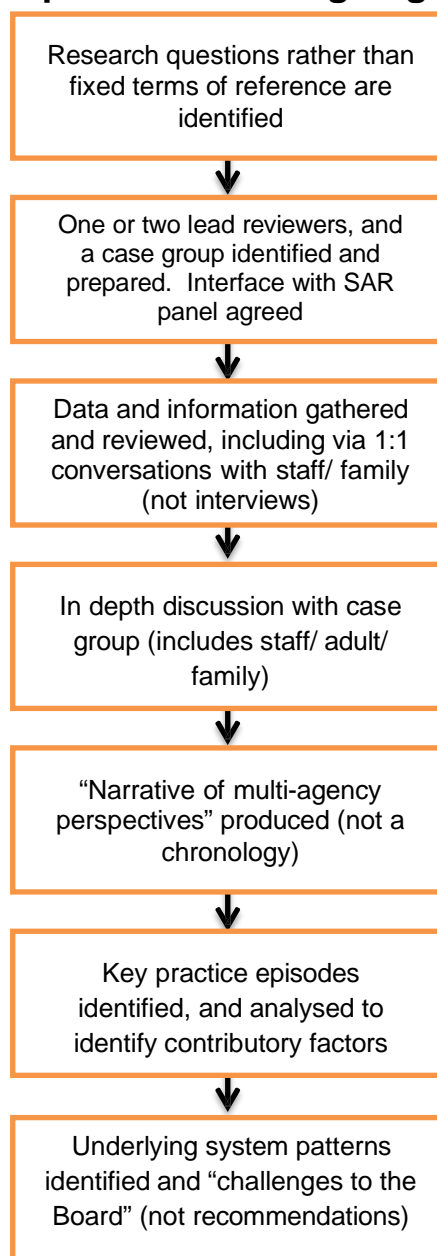 Research questions rather than
fixed terms of reference are
identified
One or two lead reviewers, and
a case group identified and
prepared. Interface with SAR
panel agreed
Data and information gathered
and reviewed, including via 1:1
conversations with staff/ family
(not interviews)
In depth discussion with case
group (includes staff/ adult/
family)
“Narrative of multi-agency
perspectives” produced (not a
chronology)
Key practice episodes
identified, and analysed to
identify contributory factors
Underlying system patterns
identified and “challenges to the
Board” (not recommendations)